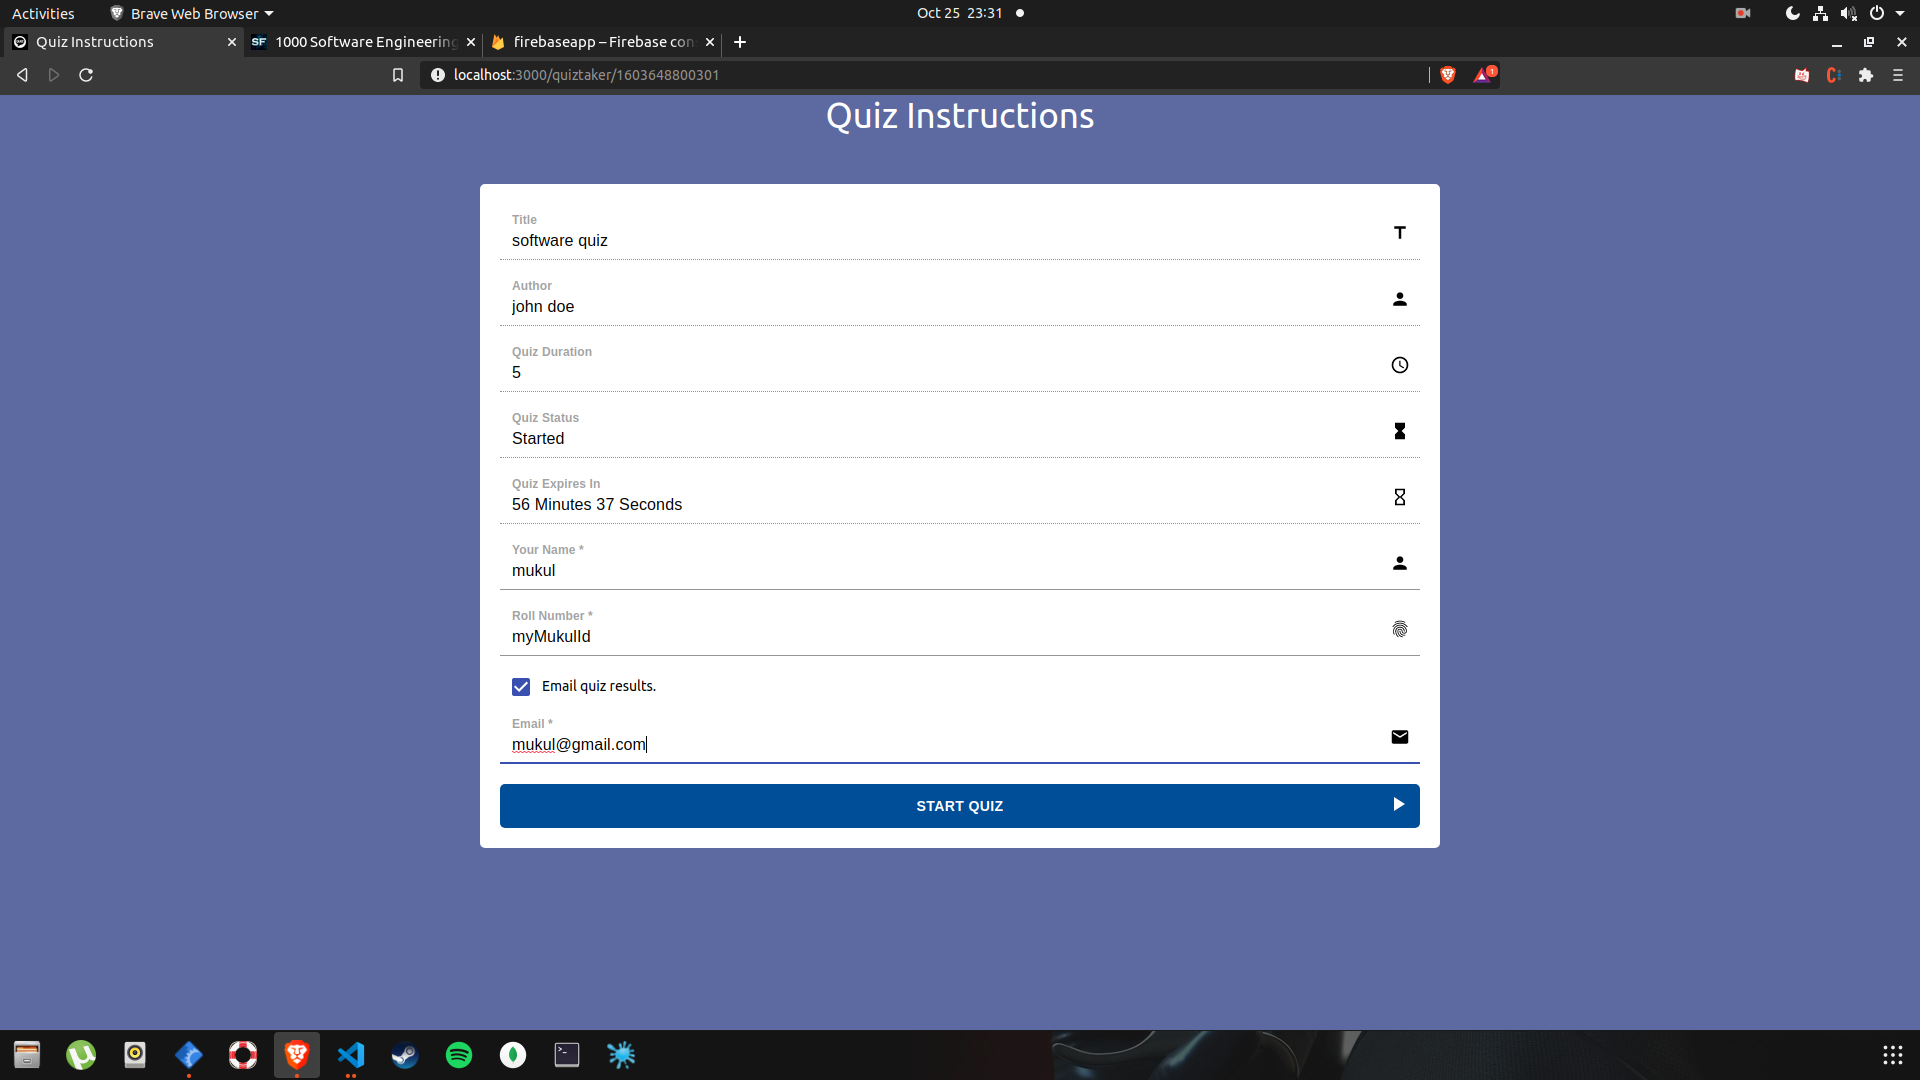 Activities
Brave Web Browser
Oct 25 23:31
Quiz Instructions
SF 1000 Software Engineering
firebaseapp – Firebase con
localhost:3000/quiztaker/1603648800301
1
Quiz Instructions
Title
software quiz
Author
john doe
Quiz Duration
5
Quiz Status
Started
Quiz Expires In
56 Minutes 37 Seconds
Your Name *
mukul
Roll Number *
myMukulId
Email quiz results.
Email *
mukul@gmail.com
START QUIZ